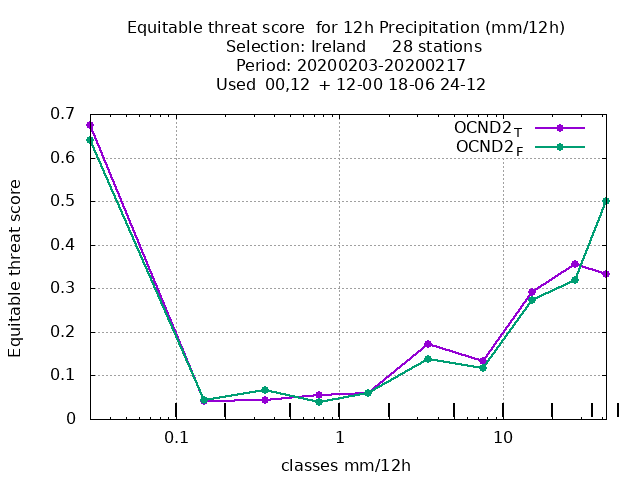 Equitable threat score  for 12h Precipitation (mm/12h)
Selection: Ireland     28 stations
Period: 20200203-20200217
Used  00,12  + 12-00 18-06 24-12
OCND2T
OCND2F
Equitable threat score
0.7
0.6
0.5
0.4
0.3
0.2
0.1
0
0.1
1
10
classes mm/12h